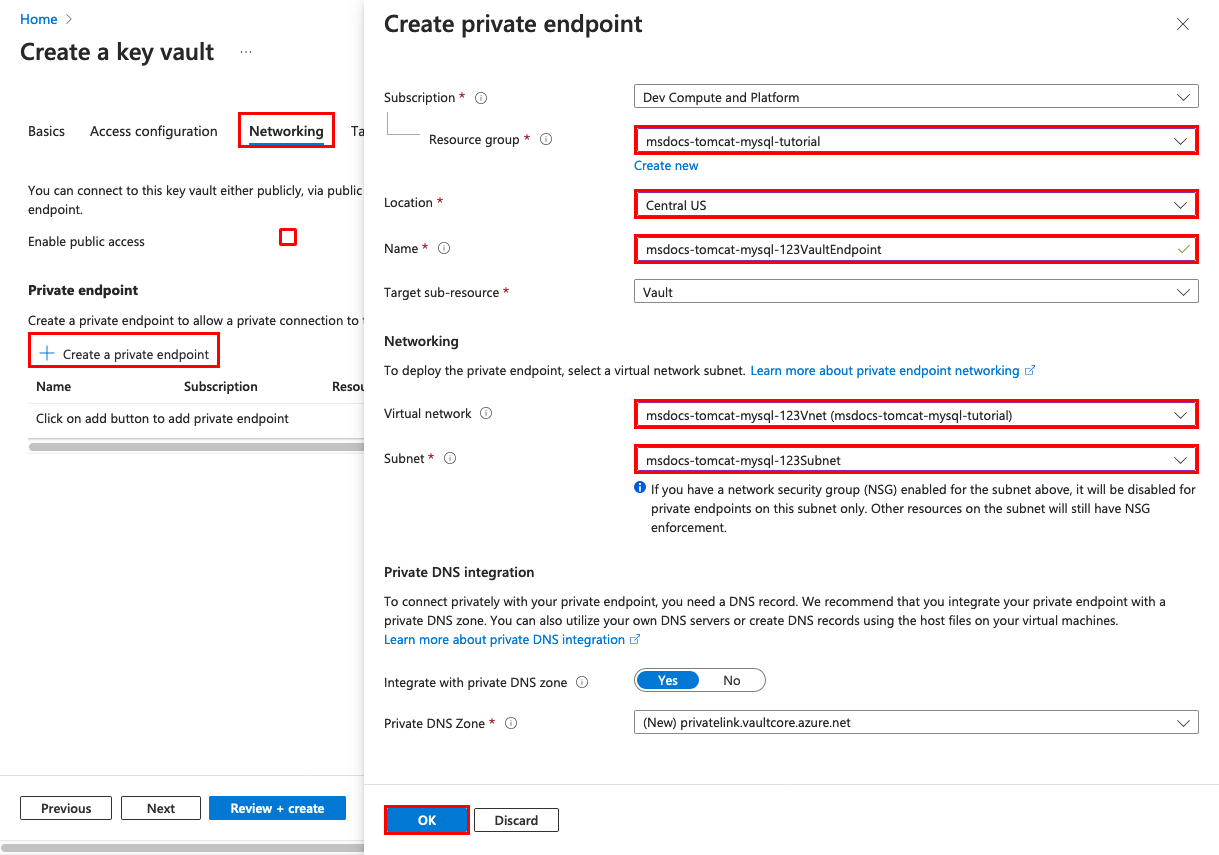 Home
Create a key vault
...
Basics
Access configuration
Networking
Ta
You can connect to this key vault either publicly, via public
endpoint.
Enable public access
Private endpoint
Create a private endpoint to allow a private connection to
Create a private endpoint
Name
Subscription
Resou
Click on add button to add private endpoint
Previous
Next
Review + create
Create private endpoint
Subscription *
Dev Compute and Platform
Resource group *
msdocs-tomcat-mysql-tutorial
Create new
Location *
Central US
Name *
msdocs-tomcat-mysql-123VaultEndpoint
Target sub-resource *
Vault
Networking
To deploy the private endpoint, select a virtual network subnet. Learn more about private endpoint networking
Virtual network
msdocs-tomcat-mysql-123Vnet (msdocs-tomcat-mysql-tutorial)
Subnet *
msdocs-tomcat-mysql-123Subnet
If you have a network security group (NSG) enabled for the subnet above, it will be disabled for
private endpoints on this subnet only. Other resources on the subnet will still have NSG
enforcement.
Private DNS integration
To connect privately with your private endpoint, you need a DNS record. We recommend that you integrate your private endpoint with a
private DNS zone. You can also utilize your own DNS servers or create DNS records using the host files on your virtual machines.
Learn more about private DNS integration
Integrate with private DNS zone
Yes
No
Private DNS Zone *
(New) privatelink.vaultcore.azure.net
OK
Discard